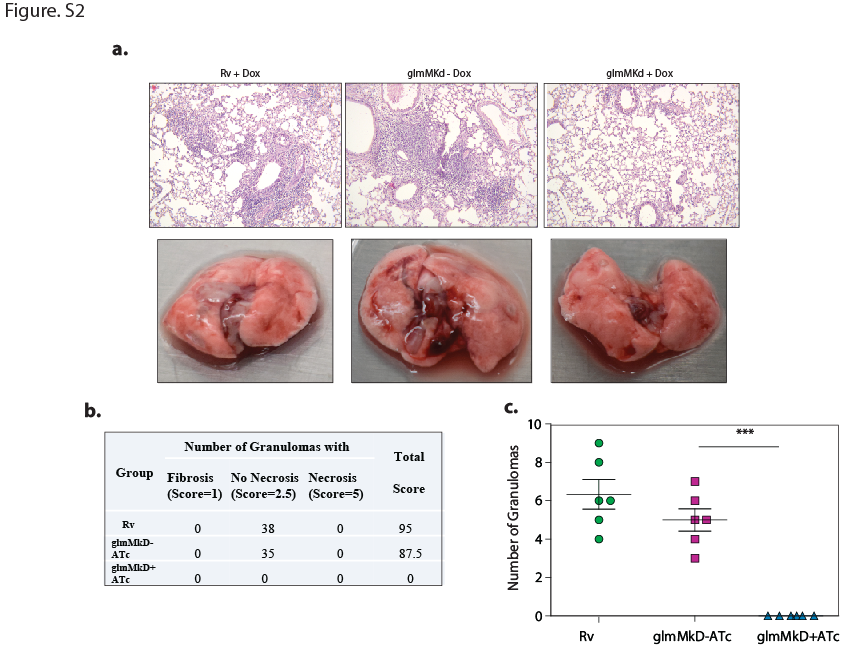 Figure. S2
a.
Rv + Dox
glmMKd - Dox
glmMKd + Dox
b.
Number of Granulomas with
Total
Group
Fibrosis No Necrosis Necrosis
Score
(Score=1) (Score=2.5) (Score=5)
Rv 0 38 0 95
glmMkD-
ATc 0 35 0 87.5
glmMkD+
ATc 0 0 0 0
c.
Number of Granulomas
10
8
6
4
2
0
***
Rv glmMkD-ATc glmMkD+ATc